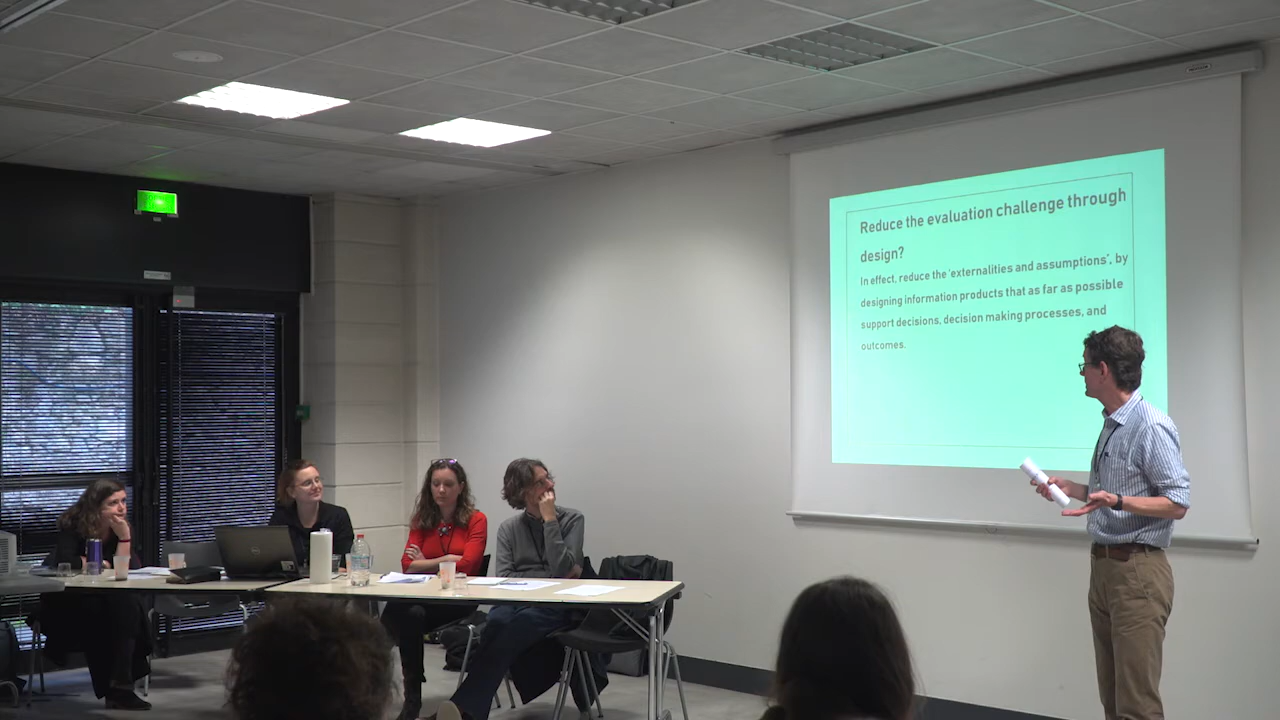 Reduce the evaluation challenge through
design?
In effect, reduce the 'externalities and assumptions', by
designing information products that as far as possible
support decisions, decision making processes, and
outcomes.